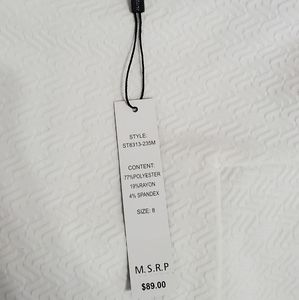 STYLE:
ST8313-235M
CONTENT:
77%POLYESTER
19%RAYON
4% SPANDEX
SIZE: 8
M.S.R.P
$89.00